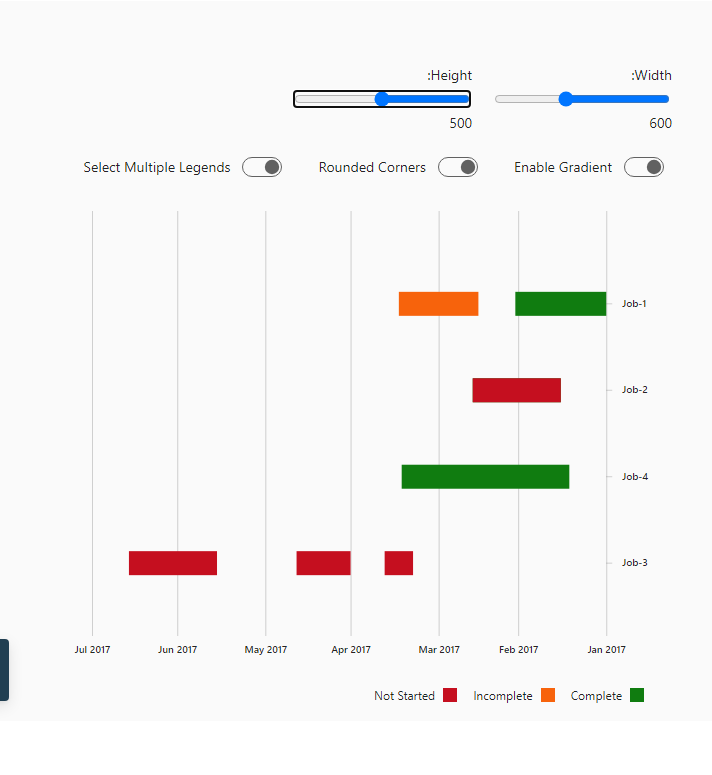 :Height
:Width
500
600
Select Multiple Legends
Rounded Corners
Enable Gradient
Job-1
Job-2
Job-4
Job-3
Jul 2017
Jun 2017
May 2017
Apr 2017
Mar 2017
Feb 2017
Jan 2017
Not Started
Incomplete
Complete